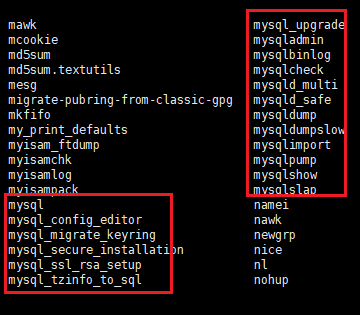 mawk
mcookie
md5sum
md5sum.textutils
mesg
migrate-pubring-from-classic-gpg
mkfifo
my_print_defaults
myisam_ftdump
myisamchk
myisamlog
myisampack
mysql
mysql_config_editor
mysql_migrate_keyring
mysql_secure_installation
mysql_ssl_rsa_setup
mysql_tzinfo_to_sql
mysql_upgrade
mysqladmin
mysqlbinlog
mysqlcheck
mysqld_multi
mysqld_safe
mysqldump
mysqldumpslow
mysqlimport
mysqlpump
mysqlshow
mysqlslap
namei
nawk
newgrp
nice
nl
nohup